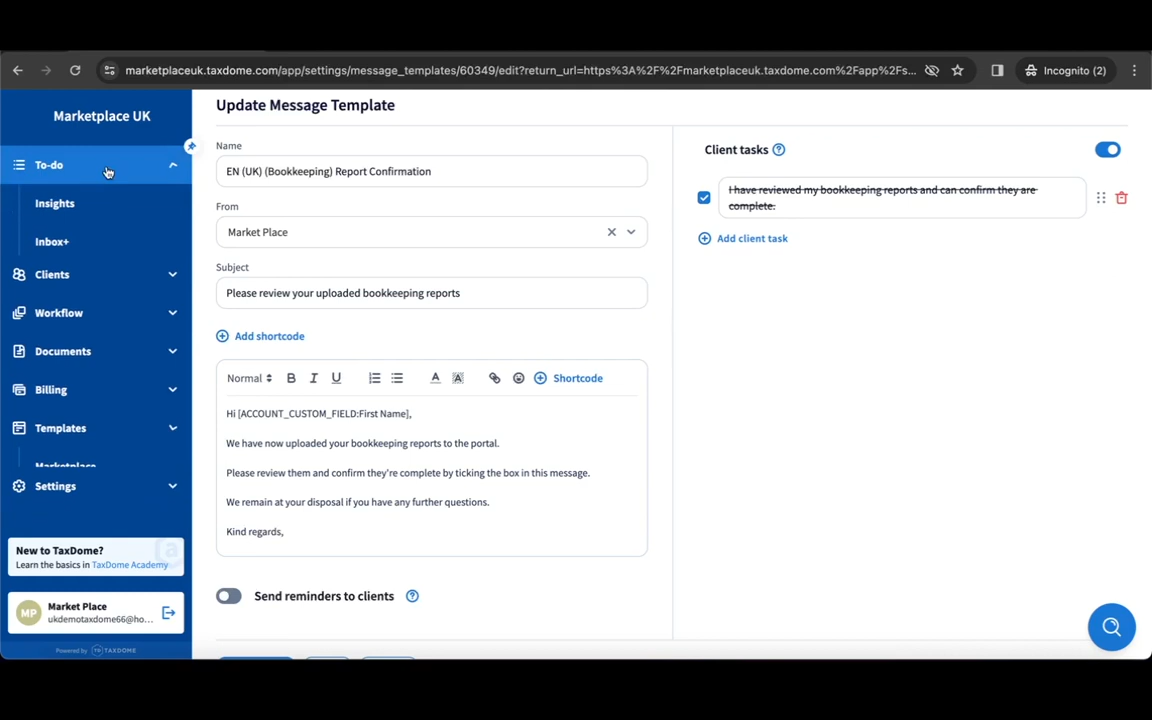 marketplaceuk.taxdome.com/app/settings/message_templates/60349/edit?return_url=https%3A%2F%2Fmarketplaceuk.taxdome.com%2Fapp%2Fs...
Incognito (2)
Marketplace UK
To-do
Insights
Inbox+
Clients
Workflow
Documents
Billing
Templates
Marketplace
Settings
New to TaxDome?
Learn the basics in TaxDome Academy
MP
Market Place
ukdemotaxdome66@ho...
Powered by TD TAXDOME
Update Message Template
Name
EN (UK) (Bookkeeping) Report Confirmation
From
Market Place
Subject
Please review your uploaded bookkeeping reports
Add shortcode
Normal B I U A A Shortcode
Hi [ACCOUNT_CUSTOM_FIELD:First Name],
We have now uploaded your bookkeeping reports to the portal.
Please review them and confirm they're complete by ticking the box in this message.
We remain at your disposal if you have any further questions.
Kind regards,
Send reminders to clients ?
Client tasks ?
I have reviewed my bookkeeping reports and can confirm they are
complete.
Add client task